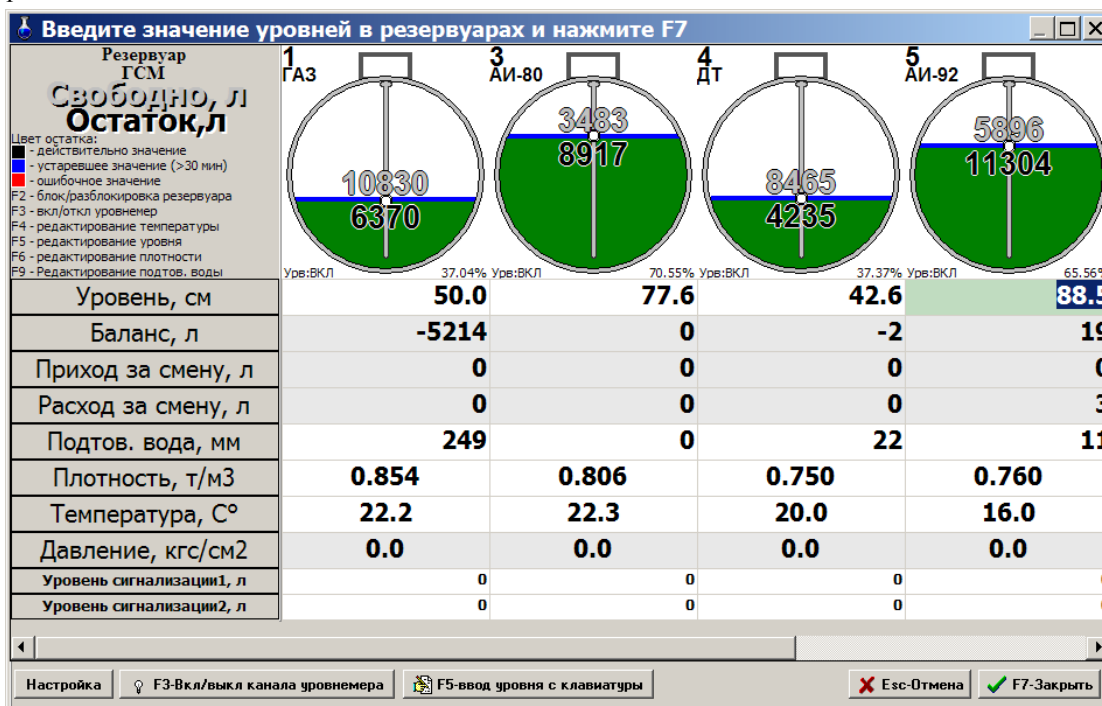 Введите значение уровней в резервуарах и нажмите F7
Резервуар
ГСМ
Свободно, л
Остаток,л
Цвет остатка:
- действительно значение
- устаревшее значение (>30 мин)
- ошибочное значение
F2 - блок/разблокировка резервуара
F3 - вкл/откл уровнемер
F4 - редактирование температуры
F5 - редактирование уровня
F6 - редактирование плотности
F9 - Редактирование подтов. воды
1
ГАЗ
10830
6370
Урв:ВКЛ 37.04%
3
АИ-80
3483
8917
Урв:ВКЛ 70.55%
4
ДТ
8465
4235
Урв:ВКЛ 37.37%
5
АИ-92
5896
11304
Урв:ВКЛ 65.56%
Уровень, см 50.0 77.6 42.6 88.5
Баланс, л -5214 0 -2 19
Приход за смену, л 0 0 0 0
Расход за смену, л 0 0 0 3
Подтов. вода, мм 249 0 22 11
Плотность, т/м3 0.854 0.806 0.750 0.760
Температура, С° 22.2 22.3 20.0 16.0
Давление, кгс/см2 0.0 0.0 0.0 0.0
Уровень сигнализации1, л 0 0 0
Уровень сигнализации2, л 0 0 0
Настройка F3-Вкл/выкл канала уровнемера F5-ввод уровня с клавиатуры Esc-Отмена F7-Закрыть